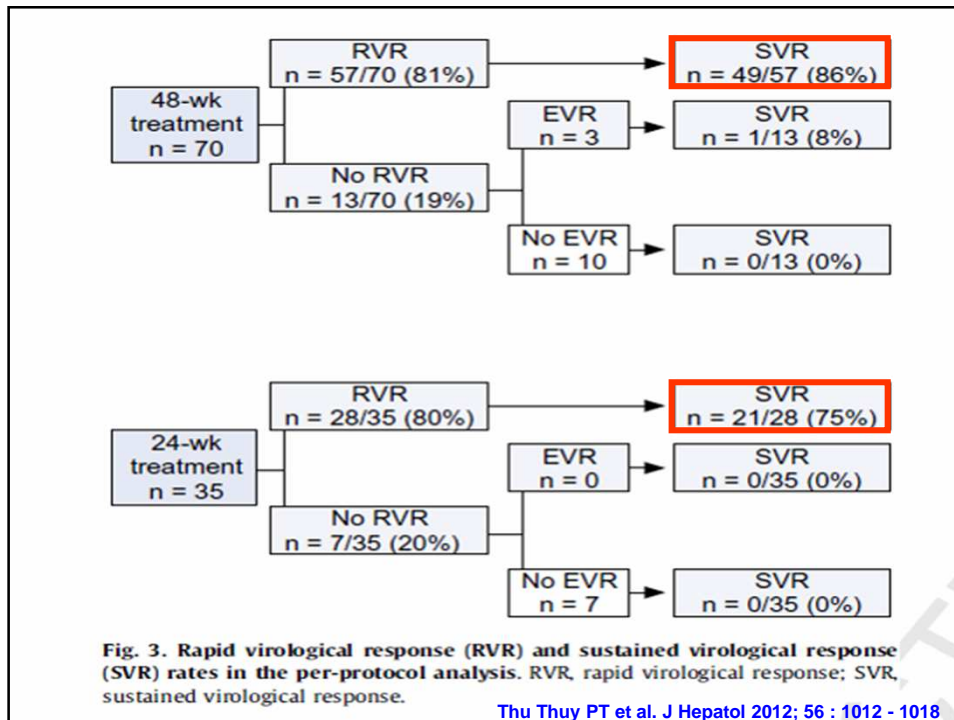 RVR
n = 57/70 (81%)
SVR
n = 49/57 (86%)
48-wk
treatment
n = 70
EVR
n = 3
SVR
n = 1/13 (8%)
No RVR
n = 13/70 (19%)
No EVR
n = 10
SVR
n = 0/13 (0%)
RVR
n = 28/35 (80%)
SVR
n = 21/28 (75%)
24-wk
treatment
n = 35
EVR
n = 0
SVR
n = 0/35 (0%)
No RVR
n = 7/35 (20%)
No EVR
n = 7
SVR
n = 0/35 (0%)
Fig. 3. Rapid virological response (RVR) and sustained virological response
(SVR) rates in the per-protocol analysis. RVR, rapid virological response; SVR,
sustained virological response.
Thu Thuy PT et al. J Hepatol 2012; 56 : 1012 - 1018